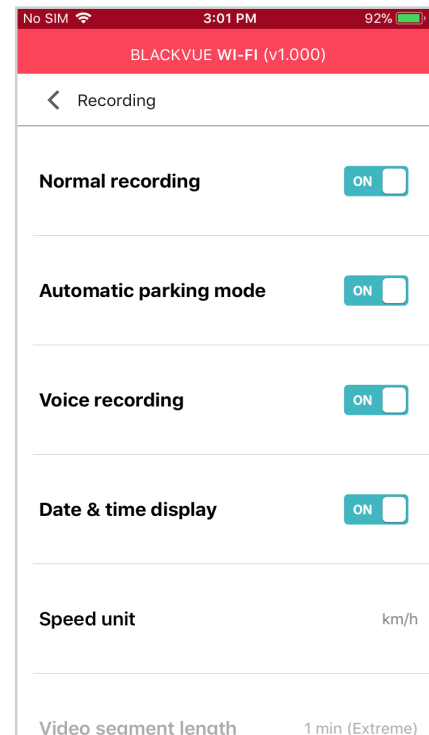 No SIM 3:01 PM 92%
BLACKVUE WI-FI (v1.000)
Recording
Normal recording ON
Automatic parking mode ON
Voice recording ON
Date & time display ON
Speed unit km/h
Video segment length 1 min (Extreme)